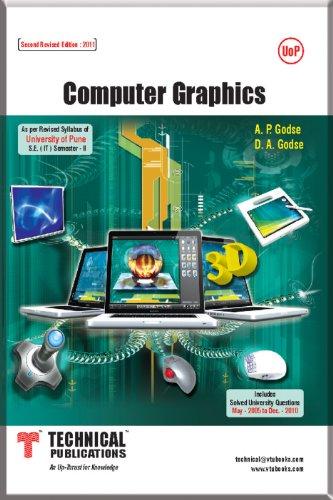 Second Revised Edition : 2011
UoP
Computer Graphics
As per Revised Syllabus of
University of Pune
S.E. ( IT ) Semester - II
A. P. Godse
D. A. Godse
3D
Includes
Solved University Questions
May - 2005 to Dec. - 2010
TECHNICAL
PUBLICATIONS
TM
An Up-Thrust for Knowledge
technical@vtubooks.com
www.vtubooks.com